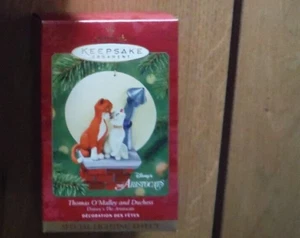 KEEPSAKE
ORNAMENT
DISNEY'S
ARISTOCATS
Thomas O'Malley and Duchess
Disney's The Aristocats
DÉCORATION DES FÊTES